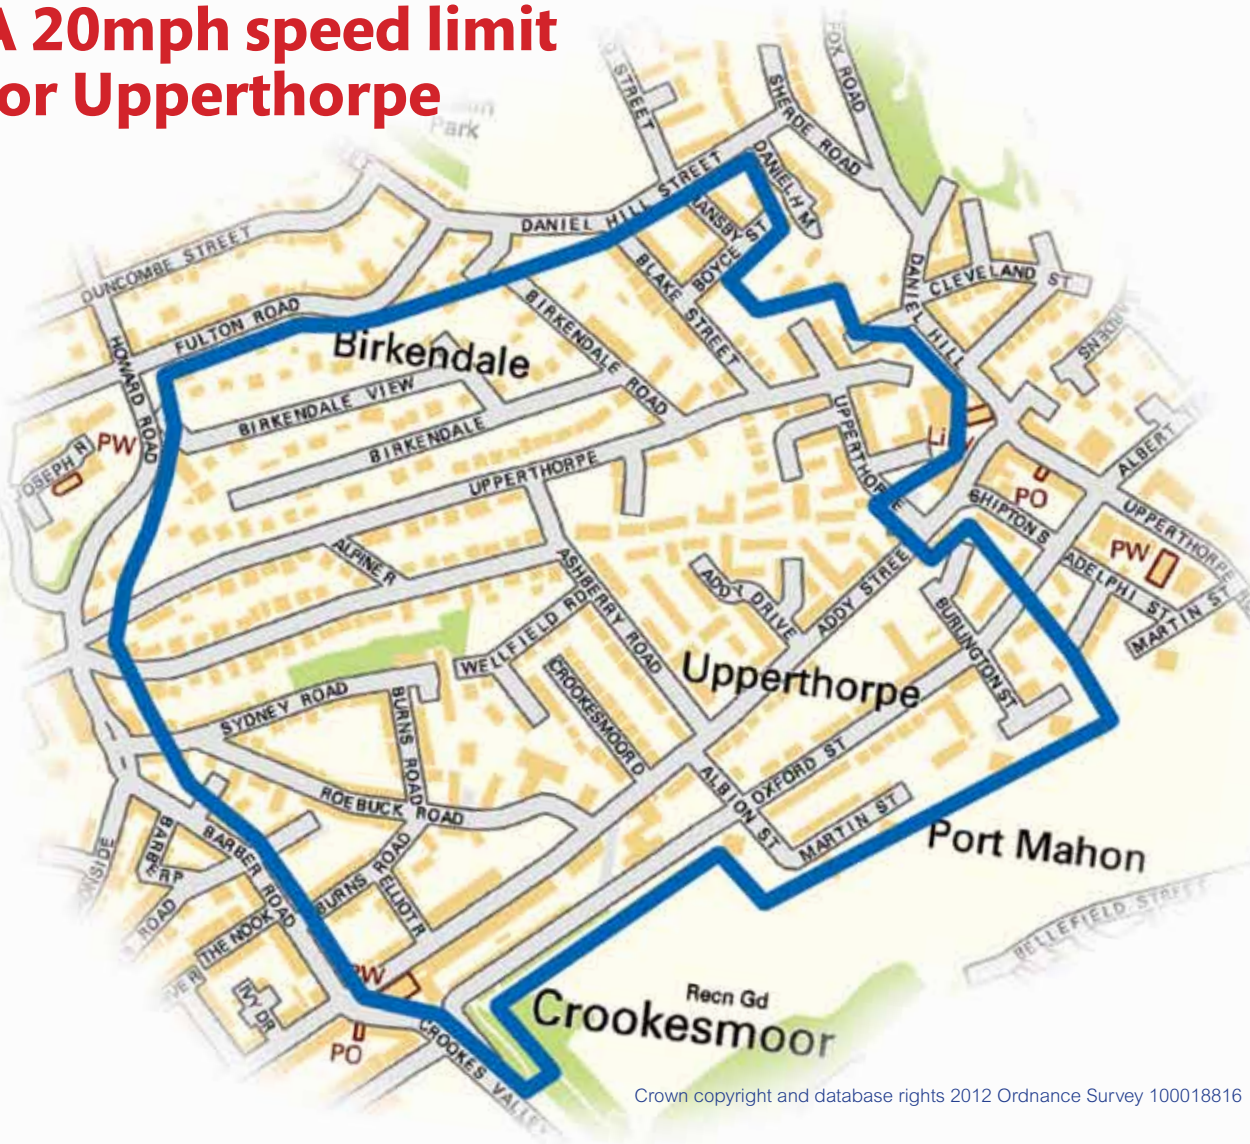 A 20mph speed limit
or Upperthorpe
Park
STREET
FOX ROAD
SHERDE ROAD
DANIEL H
DANIEL HILL STREET
DUNCOMBE STREET
BOYCE ST
BLAKE STREET
DANIEL HILL
CLEVELAND ST
FULTON ROAD
HOWARD ROAD
Birkendale
BIRKENDALE ROAD
BIRKENDALE VIEW
BIRKENDALE
UPPERTHORPE
UPPERTHORPE
PW
JOSEPH R
ALBERT
PO
SHIPTON S
UPPERTHORPE R
PW
ADELPHI ST
MARTIN ST
ALPINE R
ASHBERRY ROAD
ADDY DRIVE
ADDY STREE
BURLINGTON ST
WELLFIELD RD
CROOKESMOOR D
Upperthorpe
SYDNEY ROAD
BURNS ROAD
ROEBUCK ROAD
OXFORD ST
ALBION ST
MARTIN ST
Port Mahon
BARBER ROAD
BURNS ROAD
ELLIOT R
ROAD
THE NOOK
IVY DR
PW
PO
CROOKES VALLEY
BELLEFIELD STREET
Recn Gd
Crookesmoor
Crown copyright and database rights 2012 Ordnance Survey 100018816